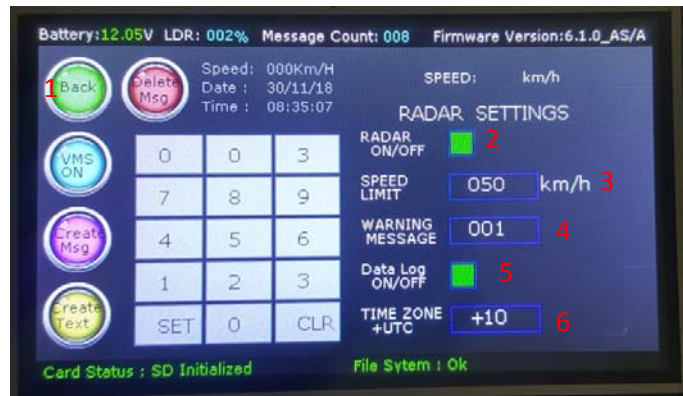 Battery:12.05V LDR: 002% Message Count: 008 Firmware Version:6.1.0_AS/A
1 Back
Delete Msg
Speed: 000Km/H
Date : 30/11/18
Time : 08:35:07
SPEED: km/h
RADAR SETTINGS
RADAR ON/OFF 2
SPEED LIMIT 050 km/h 3
WARNING MESSAGE 001 4
Data Log ON/OFF 5
TIME ZONE +UTC +10 6
VMS ON
Create Msg
Create Text
0 0 3
7 8 9
4 5 6
1 2 3
SET 0 CLR
Card Status : SD Initialized File Sytem : Ok